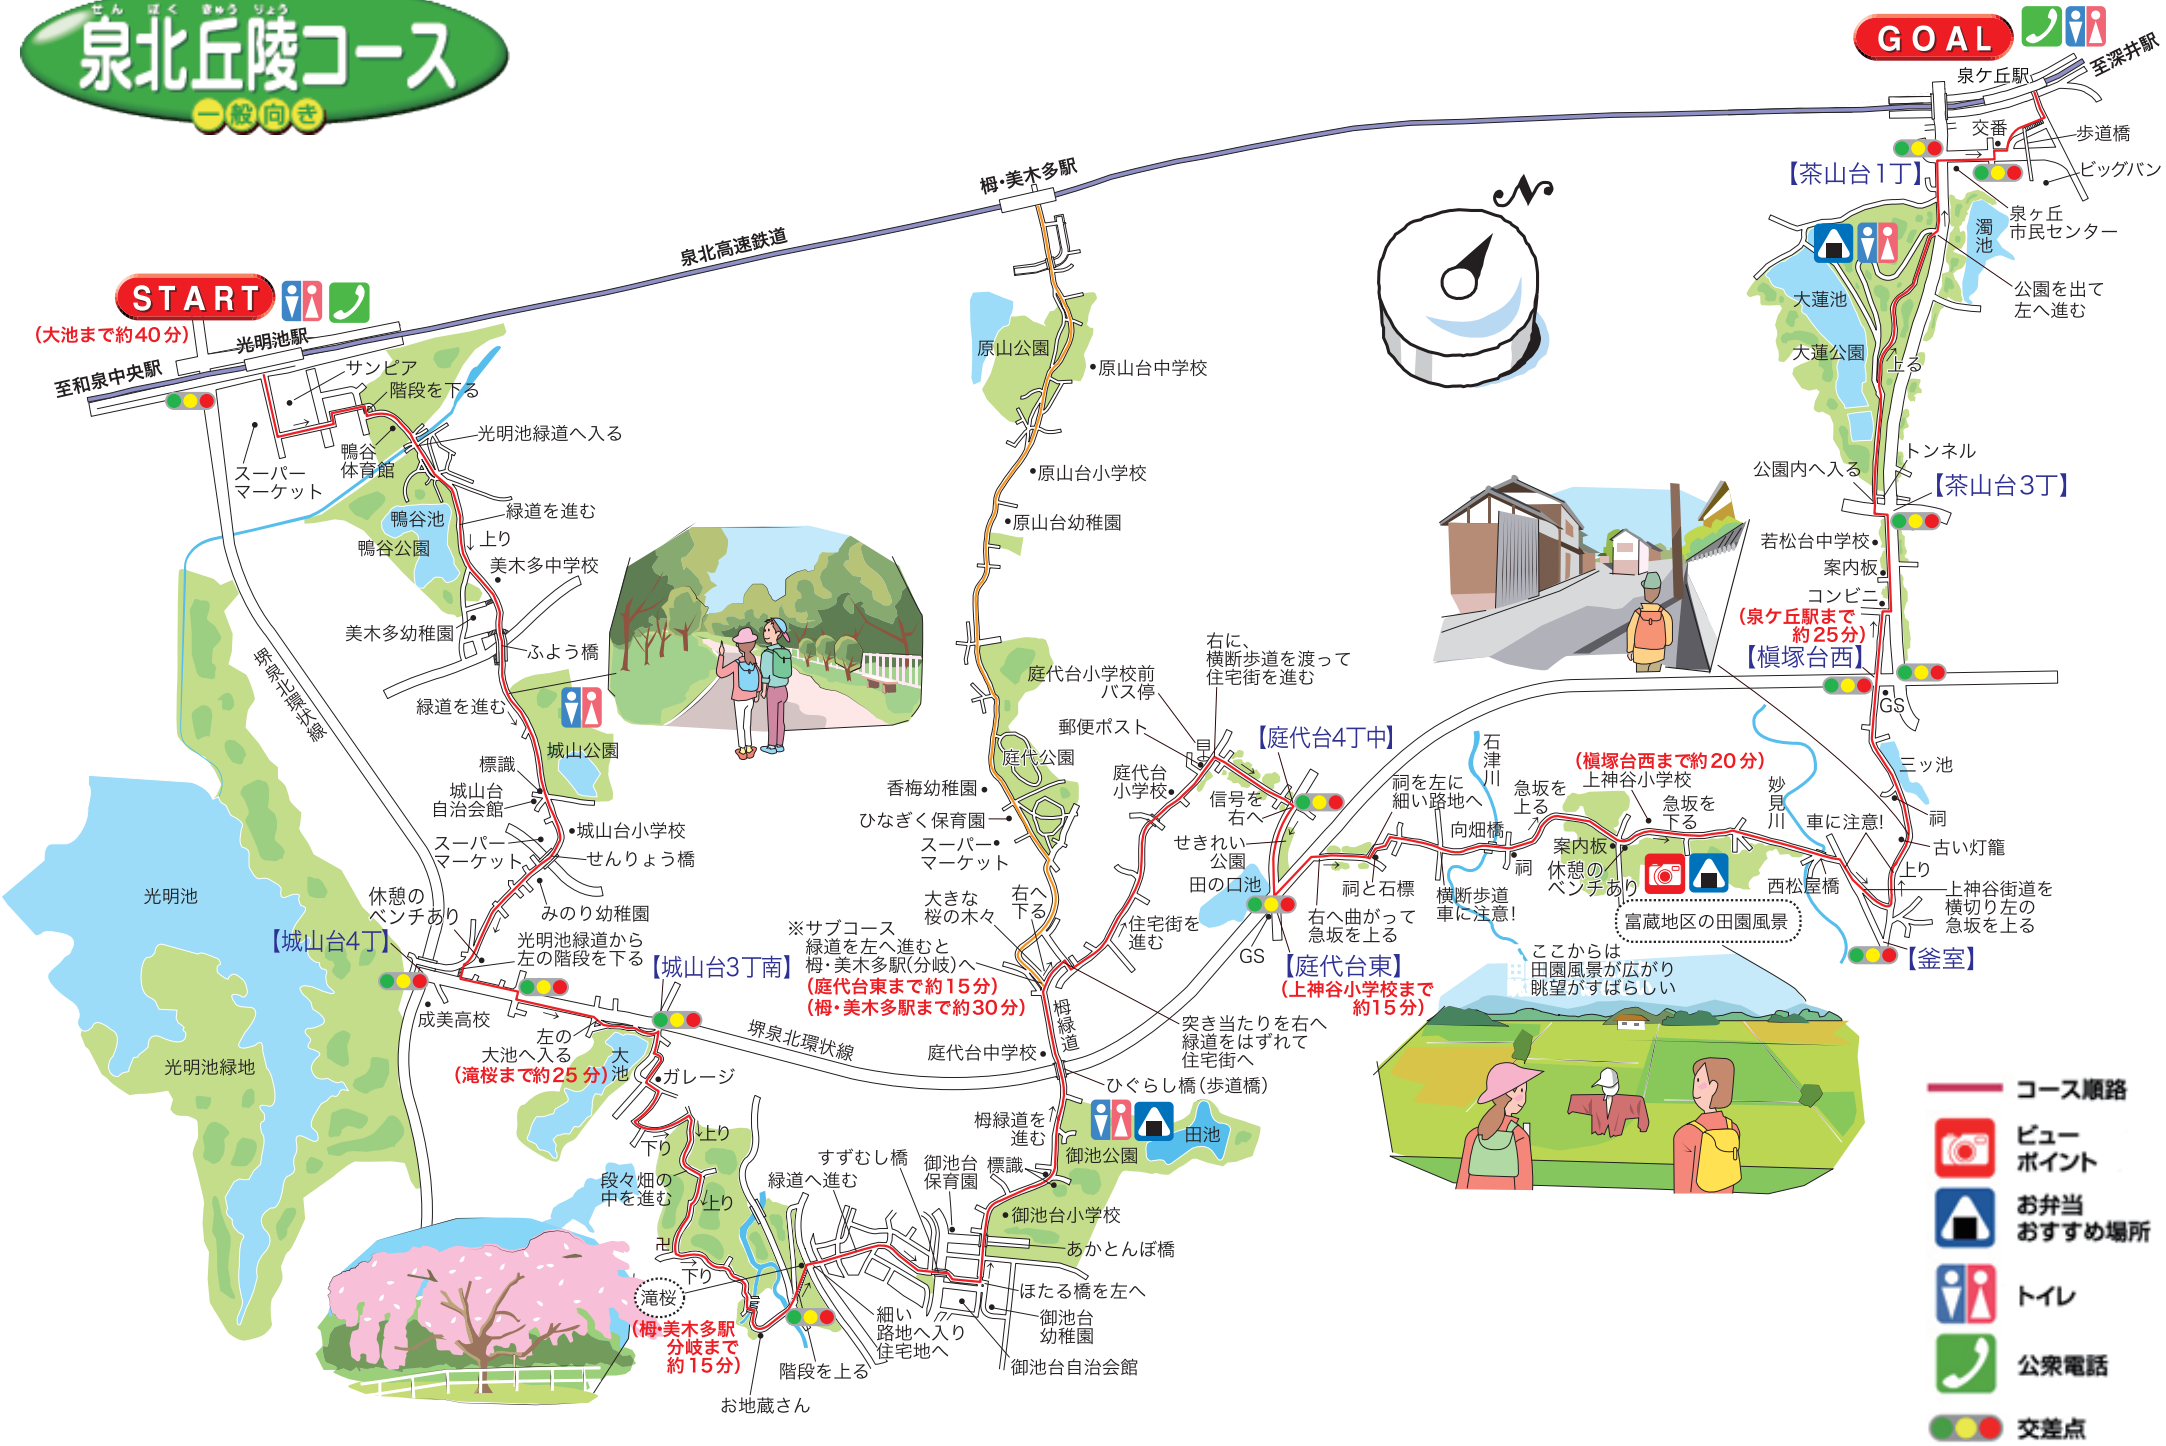 せんぼくきゅうりょう
泉北丘陵コース
一般向き
START
(大池まで約40分)
光明池駅
至和泉中央駅
泉北高速鉄道
栂・美木多駅
GOAL
泉ケ丘駅
至深井駅
交番
歩道橋
ビッグバン
【茶山台1丁】
泉ヶ丘
市民センター
濁池
公園を出て
左へ進む
大蓮池
大蓮公園
上る
トンネル
公園内へ入る
【茶山台3丁】
若松台中学校
案内板
コンビニ
(泉ケ丘駅まで
約25分)
【槇塚台西】
GS
三ッ池
祠
古い灯籠
車に注意!
上り
上神谷街道を
横切り左の
急坂を上る
【釜室】
西松屋橋
妙見川
急坂を
下る
(槇塚台西まで約20分)
上神谷小学校
急坂を
上る
案内板
休憩の
ベンチあり
富蔵地区の田園風景
ここからは
田園風景が広がり
眺望がすばらしい
石津川
祠を左に
細い路地へ
向畑橋
祠
横断歩道
車に注意!
祠と石標
右へ曲がって
急坂を上る
【庭代台東】
(上神谷小学校まで
約15分)
GS
田の口池
せきれい
公園
信号を
右へ
【庭代台4丁中】
右に、
横断歩道を渡って
住宅街を進む
庭代台小学校前
バス停
郵便ポスト
庭代台
小学校
住宅街を
進む
突き当たりを右へ
緑道をはずれて
住宅街へ
サンピア
階段を下る
スーパー
マーケット
鴨谷
体育館
光明池緑道へ入る
鴨谷池
鴨谷公園
緑道を進む
上り
美木多中学校
美木多幼稚園
ふよう橋
緑道を進む
城山公園
標識
城山台
自治会館
城山台小学校
スーパー
マーケット
せんりょう橋
みのり幼稚園
休憩の
ベンチあり
光明池緑道から
左の階段を下る
【城山台4丁】
成美高校
【城山台3丁南】
堺泉北環状線
光明池
光明池緑地
左の
大池へ入る
(滝桜まで約25分)
大池
ガレージ
堺泉北環状線
下り
上り
段々畑の
中を進む
上り
卍
下り
滝桜
(栂・美木多駅
分岐まで
約15分)
お地蔵さん
階段を上る
緑道へ進む
すずむし橋
細い
路地へ入り
住宅地へ
御池台
保育園
標識
御池台小学校
あかとんぼ橋
ほたる橋を左へ
御池台
幼稚園
御池台自治会館
御池公園
田池
栂緑道を
進む
ひぐらし橋(歩道橋)
庭代台中学校
栂緑道
※サブコース
緑道を左へ進むと
栂・美木多駅(分岐)へ
(庭代台東まで約15分)
(栂・美木多駅まで約30分)
大きな
桜の木々
右へ
下る
スーパー
マーケット
ひなぎく保育園
香梅幼稚園
庭代公園
原山台幼稚園
原山台小学校
原山台中学校
原山公園
コース順路
ビュー
ポイント
お弁当
おすすめ場所
トイレ
公衆電話
交差点